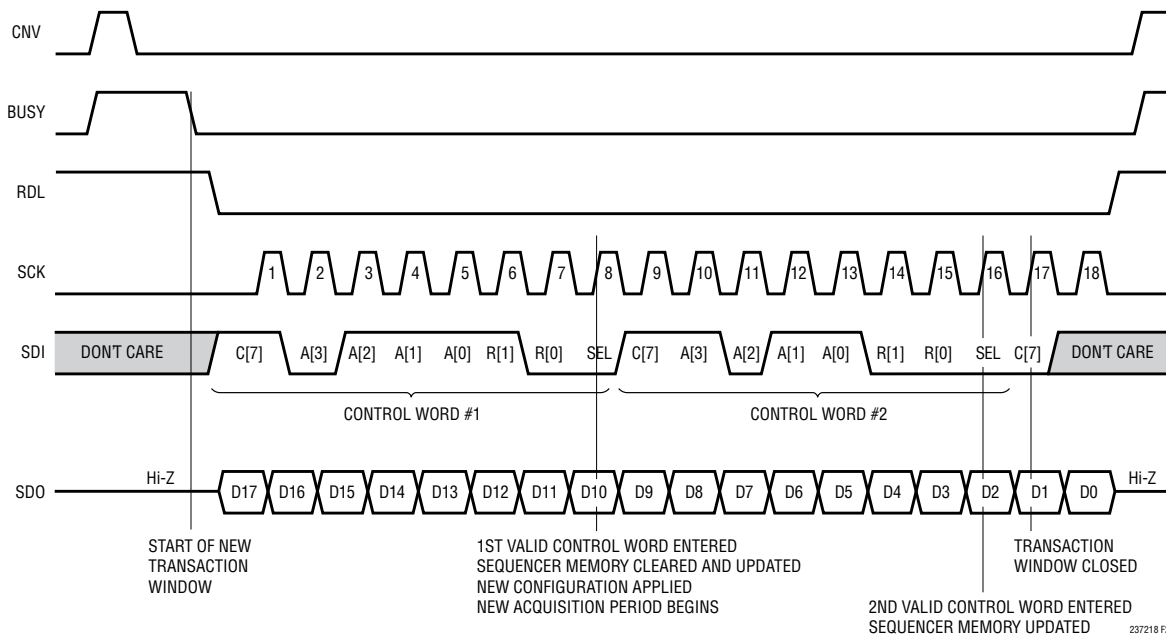 CNV
BUSY
RDL
SCK 1 2 3 4 5 6 7 8 9 10 11 12 13 14 15 16 17 18
SDI DON'T CARE C[7] A[3] A[2] A[1] A[0] R[1] R[0] SEL C[7] A[3] A[2] A[1] A[0] R[1] R[0] SEL C[7] DON'T CARE
CONTROL WORD #1 CONTROL WORD #2
SDO Hi-Z D17 D16 D15 D14 D13 D12 D11 D10 D9 D8 D7 D6 D5 D4 D3 D2 D1 D0 Hi-Z
START OF NEW
TRANSACTION
WINDOW
1ST VALID CONTROL WORD ENTERED
SEQUENCER MEMORY CLEARED AND UPDATED
NEW CONFIGURATION APPLIED
NEW ACQUISITION PERIOD BEGINS
TRANSACTION
WINDOW CLOSED
2ND VALID CONTROL WORD ENTERED
SEQUENCER MEMORY UPDATED
237218